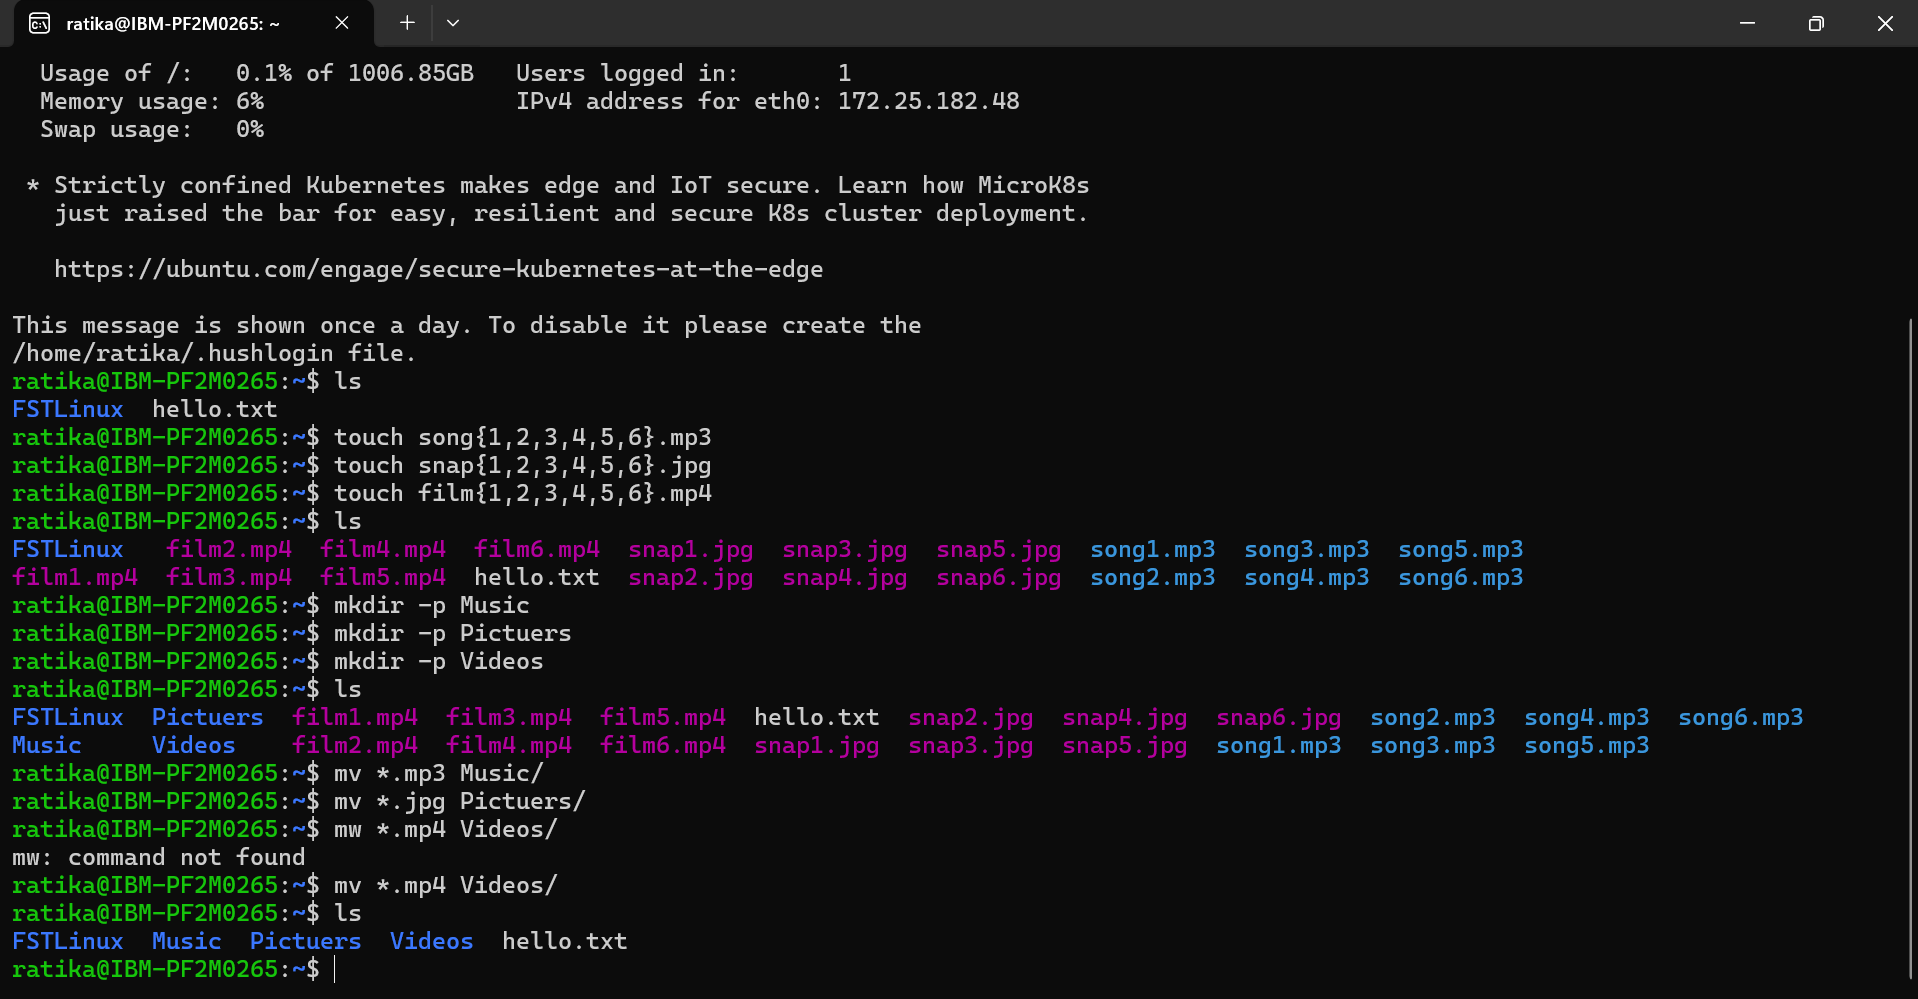 ratika@IBM-PF2M0265: ~
Usage of /:   0.1% of 1006.85GB   Users logged in:       1
Memory usage: 6%                  IPv4 address for eth0: 172.25.182.48
Swap usage:   0%
* Strictly confined Kubernetes makes edge and IoT secure. Learn how MicroK8s
just raised the bar for easy, resilient and secure K8s cluster deployment.
https://ubuntu.com/engage/secure-kubernetes-at-the-edge
This message is shown once a day. To disable it please create the
/home/ratika/.hushlogin file.
ratika@IBM-PF2M0265:~$ ls
FSTLinux  hello.txt
ratika@IBM-PF2M0265:~$ touch song{1,2,3,4,5,6}.mp3
ratika@IBM-PF2M0265:~$ touch snap{1,2,3,4,5,6}.jpg
ratika@IBM-PF2M0265:~$ touch film{1,2,3,4,5,6}.mp4
ratika@IBM-PF2M0265:~$ ls
FSTLinux   film2.mp4  film4.mp4  film6.mp4  snap1.jpg  snap3.jpg  snap5.jpg  song1.mp3  song3.mp3  song5.mp3
film1.mp4  film3.mp4  film5.mp4  hello.txt  snap2.jpg  snap4.jpg  snap6.jpg  song2.mp3  song4.mp3  song6.mp3
ratika@IBM-PF2M0265:~$ mkdir -p Music
ratika@IBM-PF2M0265:~$ mkdir -p Pictuers
ratika@IBM-PF2M0265:~$ mkdir -p Videos
ratika@IBM-PF2M0265:~$ ls
FSTLinux  Pictuers  film1.mp4  film3.mp4  film5.mp4  hello.txt  snap2.jpg  snap4.jpg  snap6.jpg  song2.mp3  song4.mp3  song6.mp3
Music     Videos    film2.mp4  film4.mp4  film6.mp4  snap1.jpg  snap3.jpg  snap5.jpg  song1.mp3  song3.mp3  song5.mp3
ratika@IBM-PF2M0265:~$ mv *.mp3 Music/
ratika@IBM-PF2M0265:~$ mv *.jpg Pictuers/
ratika@IBM-PF2M0265:~$ mw *.mp4 Videos/
mw: command not found
ratika@IBM-PF2M0265:~$ mv *.mp4 Videos/
ratika@IBM-PF2M0265:~$ ls
FSTLinux  Music  Pictuers  Videos  hello.txt
ratika@IBM-PF2M0265:~$